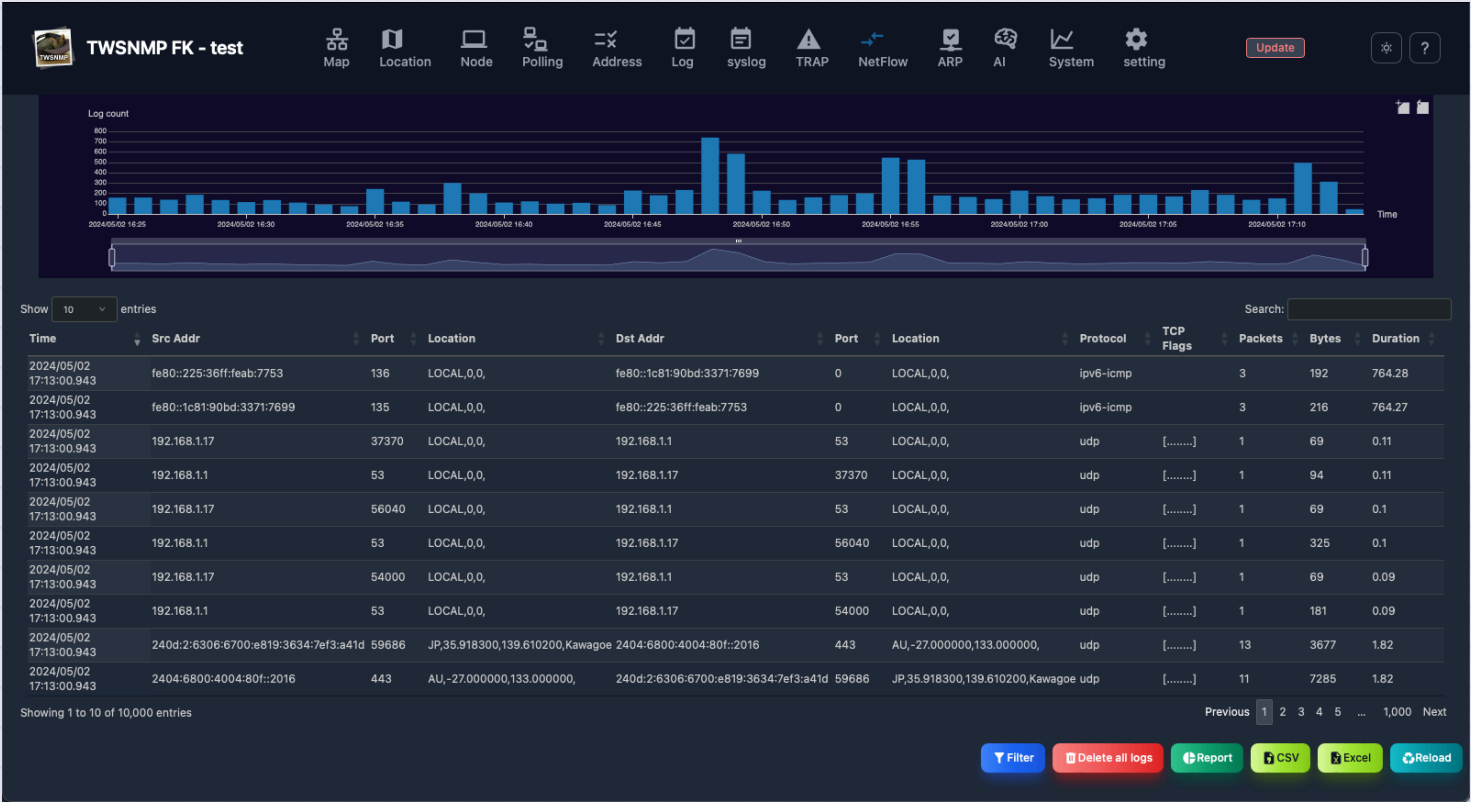 TWSNMP
TWSNMP FK - test
Map Location Node Polling Address Log syslog TRAP NetFlow ARP AI System setting
Update
?
Log count
800
700
600
500
400
300
200
100
0
2024/05/02 16:25 2024/05/02 16:30 2024/05/02 16:35 2024/05/02 16:40 2024/05/02 16:45 2024/05/02 16:50 2024/05/02 16:55 2024/05/02 17:00 2024/05/02 17:05 2024/05/02 17:10
Time
Show 10 entries
Search:
Time Src Addr Port Location Dst Addr Port Location Protocol TCP Flags Packets Bytes Duration
2024/05/02 17:13:00.943 fe80::225:36ff:feab:7753 136 LOCAL,0,0, fe80::1c81:90bd:3371:7699 0 LOCAL,0,0, ipv6-icmp 3 192 764.28
2024/05/02 17:13:00.943 fe80::1c81:90bd:3371:7699 135 LOCAL,0,0, fe80::225:36ff:feab:7753 0 LOCAL,0,0, ipv6-icmp 3 216 764.27
2024/05/02 17:13:00.943 192.168.1.17 37370 LOCAL,0,0, 192.168.1.1 53 LOCAL,0,0, udp [........] 1 69 0.11
2024/05/02 17:13:00.943 192.168.1.1 53 LOCAL,0,0, 192.168.1.17 37370 LOCAL,0,0, udp [........] 1 94 0.11
2024/05/02 17:13:00.943 192.168.1.17 56040 LOCAL,0,0, 192.168.1.1 53 LOCAL,0,0, udp [........] 1 69 0.1
2024/05/02 17:13:00.943 192.168.1.1 53 LOCAL,0,0, 192.168.1.17 56040 LOCAL,0,0, udp [........] 1 325 0.1
2024/05/02 17:13:00.943 192.168.1.17 54000 LOCAL,0,0, 192.168.1.1 53 LOCAL,0,0, udp [........] 1 69 0.09
2024/05/02 17:13:00.943 192.168.1.1 53 LOCAL,0,0, 192.168.1.17 54000 LOCAL,0,0, udp [........] 1 181 0.09
2024/05/02 17:13:00.943 240d:2:6306:6700:e819:3634:7ef3:a41d 59686 JP,35.918300,139.610200,Kawagoe 2404:6800:4004:80f::2016 443 AU,-27.000000,133.000000, udp [........] 13 3677 1.82
2024/05/02 17:13:00.943 2404:6800:4004:80f::2016 443 AU,-27.000000,133.000000, 240d:2:6306:6700:e819:3634:7ef3:a41d 59686 JP,35.918300,139.610200,Kawagoe udp [........] 11 7285 1.82
Showing 1 to 10 of 10,000 entries
Previous 1 2 3 4 5 ... 1,000 Next
Filter Delete all logs Report CSV Excel Reload